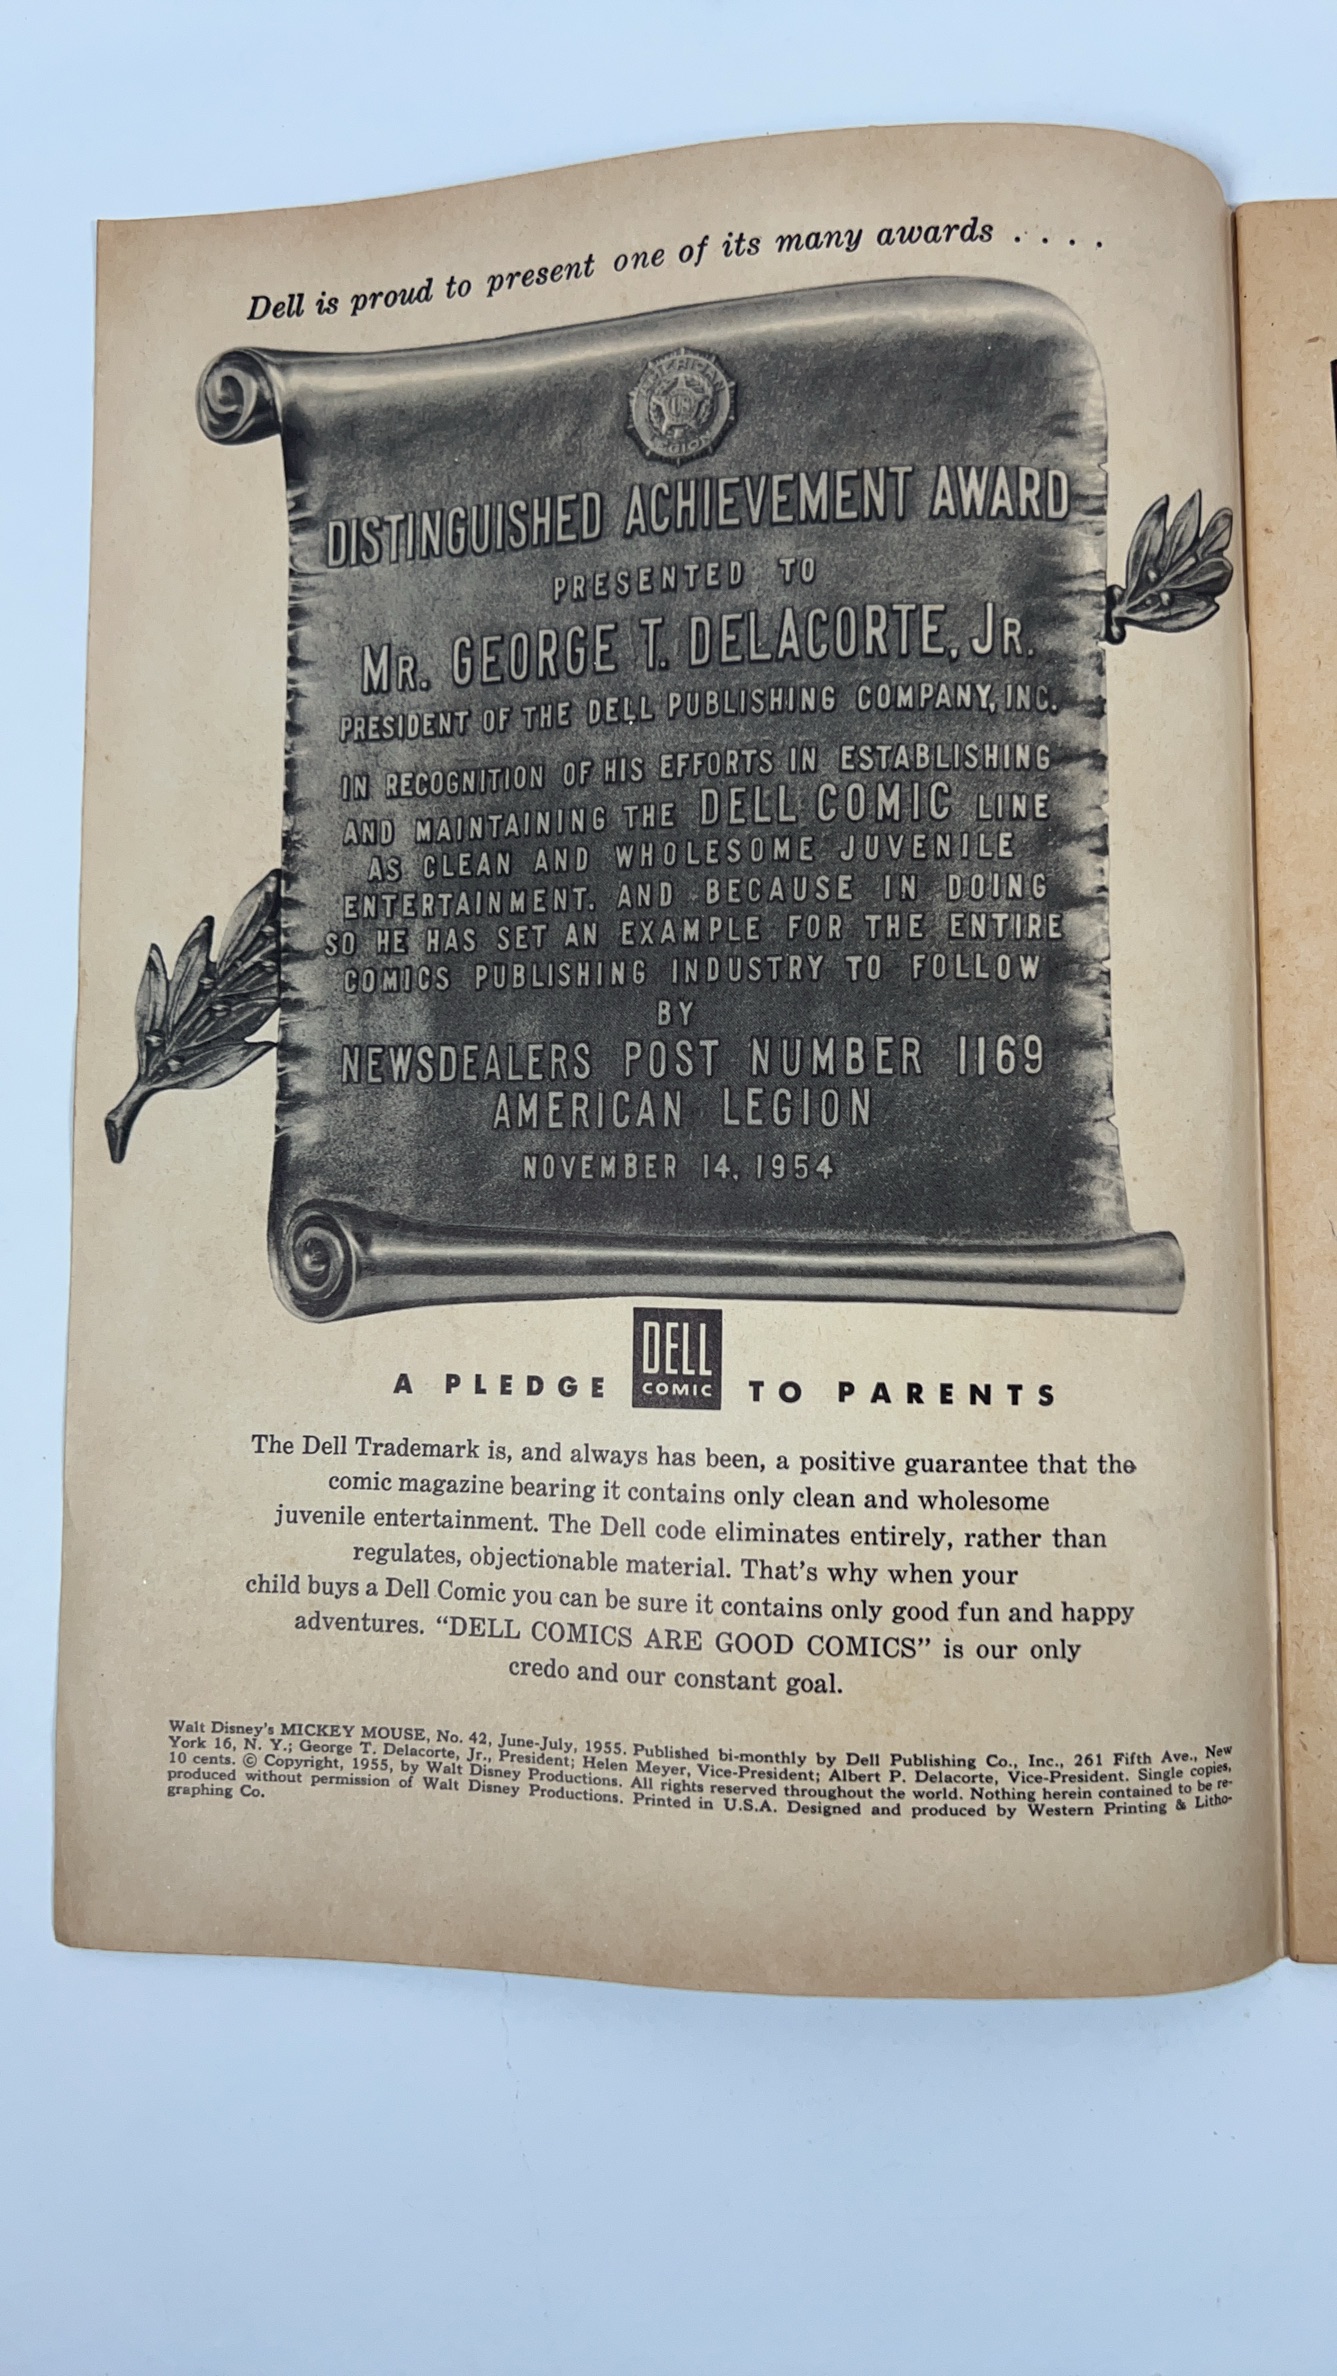 Dell is proud to present one of its many awards . . . .
AMERICAN
US
LEGION
DISTINGUISHED ACHIEVEMENT AWARD
PRESENTED TO
MR. GEORGE T. DELACORTE, JR.
PRESIDENT OF THE DELL PUBLISHING COMPANY, INC.
IN RECOGNITION OF HIS EFFORTS IN ESTABLISHING
AND MAINTAINING THE DELL COMIC LINE
AS CLEAN AND WHOLESOME JUVENILE
ENTERTAINMENT. AND BECAUSE IN DOING
SO HE HAS SET AN EXAMPLE FOR THE ENTIRE
COMICS PUBLISHING INDUSTRY TO FOLLOW
BY
NEWSDEALERS POST NUMBER 1169
AMERICAN LEGION
NOVEMBER 14, 1954
A PLEDGE DELL COMIC TO PARENTS
The Dell Trademark is, and always has been, a positive guarantee that the
comic magazine bearing it contains only clean and wholesome
juvenile entertainment. The Dell code eliminates entirely, rather than
regulates, objectionable material. That's why when your
child buys a Dell Comic you can be sure it contains only good fun and happy
adventures. “DELL COMICS ARE GOOD COMICS” is our only
credo and our constant goal.
Walt Disney's MICKEY MOUSE, No. 42, June-July, 1955. Published bi-monthly by Dell Publishing Co., Inc., 261 Fifth Ave., New
York 16, N. Y.; George T. Delacorte, Jr., President; Helen Meyer, Vice-President; Albert P. Delacorte, Vice-President. Single copies,
10 cents. © Copyright, 1955, by Walt Disney Productions. All rights reserved throughout the world. Nothing herein contained to be re-
produced without permission of Walt Disney Productions. Printed in U.S.A. Designed and produced by Western Printing & Litho-
graphing Co.